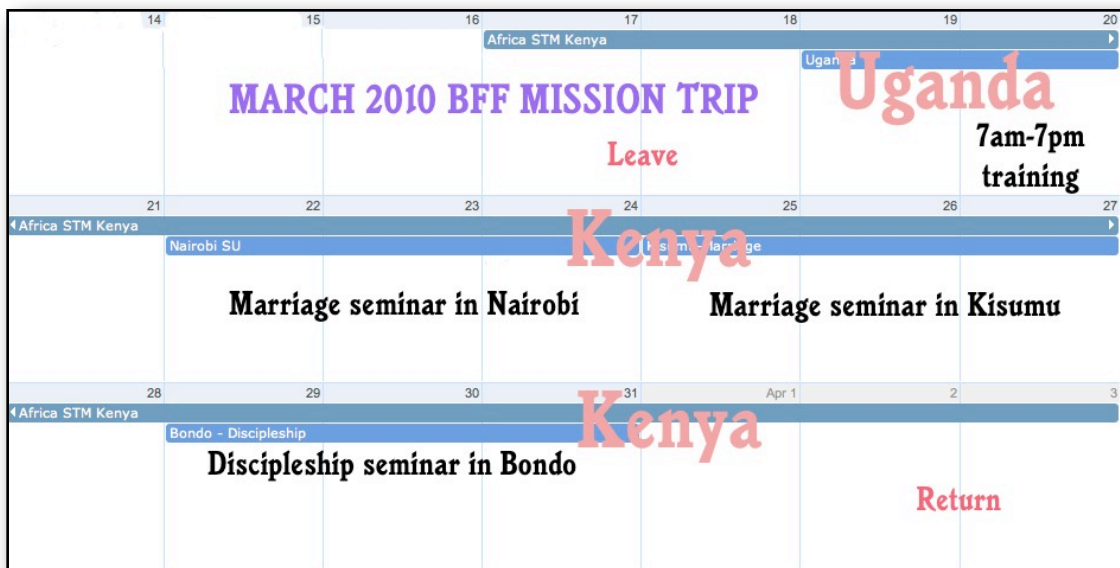 14 15 16 17 18 19 20
Africa STM Kenya
Uganda
Uganda
MARCH 2010 BFF MISSION TRIP
7am-7pm
training
Leave
21 22 23 24 25 26 27
Africa STM Kenya
Kenya
Nairobi SU
Kisumu-Marriage
Marriage seminar in Nairobi
Marriage seminar in Kisumu
28 29 30 31 Apr 1 2 3
Africa STM Kenya
Kenya
Bondo - Discipleship
Discipleship seminar in Bondo
Return